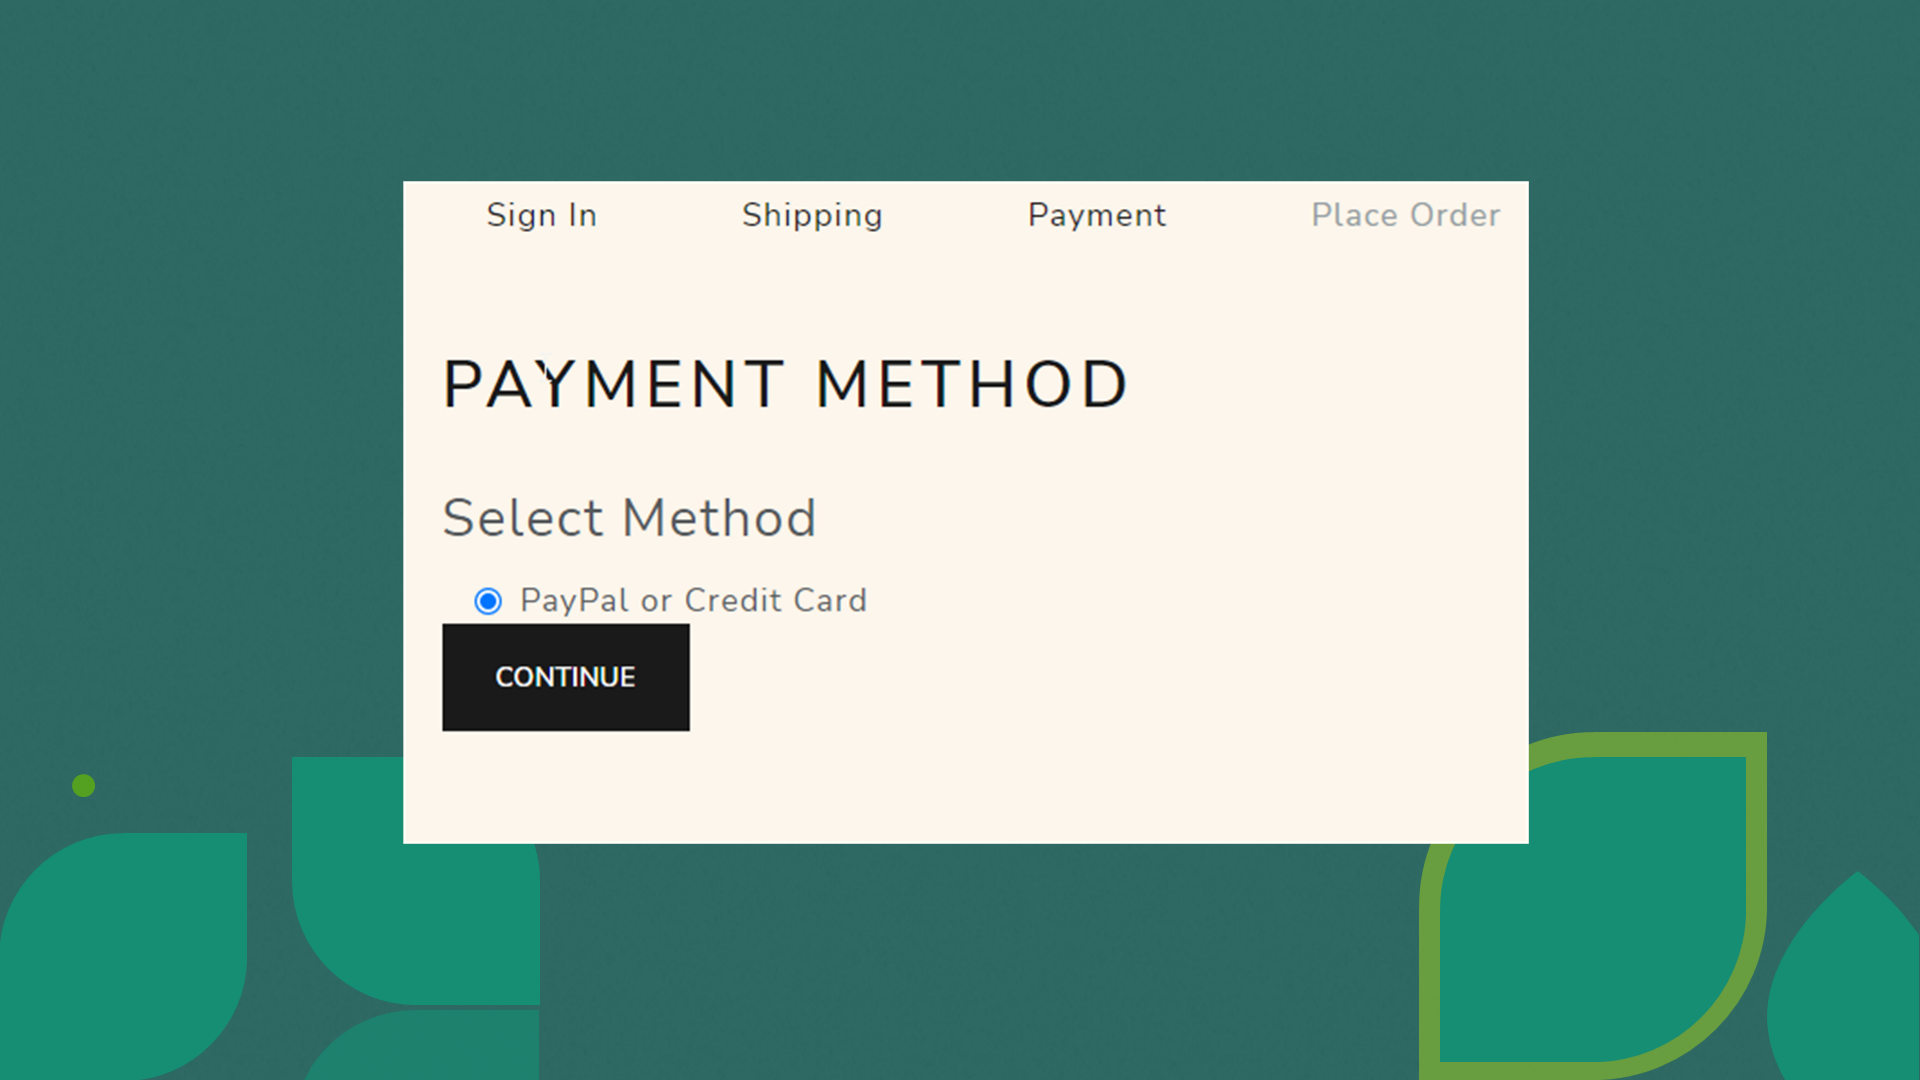 Sign In Shipping Payment Place Order
PAYMENT METHOD
Select Method
PayPal or Credit Card
CONTINUE